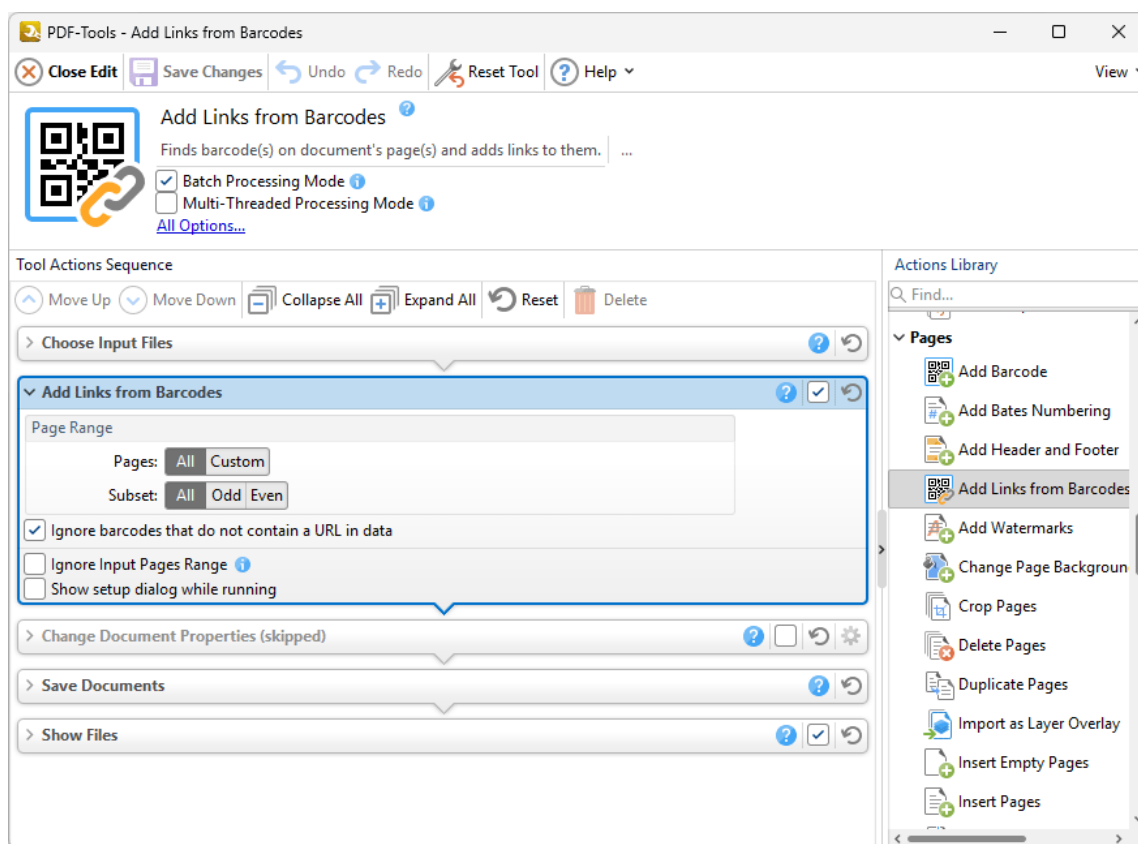 PDF-Tools - Add Links from Barcodes
Close Edit Save Changes Undo Redo Reset Tool Help View
Add Links from Barcodes
Finds barcode(s) on document's page(s) and adds links to them. ...
Batch Processing Mode
Multi-Threaded Processing Mode
All Options...
Tool Actions Sequence
Move Up Move Down Collapse All Expand All Reset Delete
Choose Input Files
Add Links from Barcodes
Page Range
Pages: All Custom
Subset: All Odd Even
Ignore barcodes that do not contain a URL in data
Ignore Input Pages Range
Show setup dialog while running
Change Document Properties (skipped)
Save Documents
Show Files
Actions Library
Find...
Pages
Add Barcode
Add Bates Numbering
Add Header and Footer
Add Links from Barcodes
Add Watermarks
Change Page Backgroun
Crop Pages
Delete Pages
Duplicate Pages
Import as Layer Overlay
Insert Empty Pages
Insert Pages